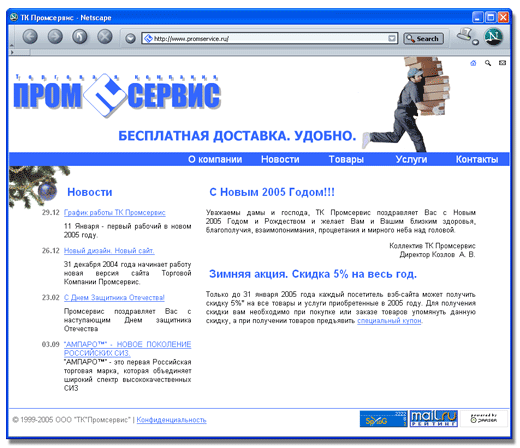 ТК Промсервис - Netscape
http://www.promservice.ru/
Search
N
Торговая компания
ПРОМ СЕРВИС
БЕСПЛАТНАЯ ДОСТАВКА. УДОБНО.
О компании Новости Товары Услуги Контакты
Новости
29.12 График работы ТК Промсервис
11 Января - первый рабочий в новом
2005 году.
26.12 Новый дизайн. Новый сайт.
31 декабря 2004 года начинает работу
новая версия сайта Торговой
Компании Промсервис.
23.02 С Днем Защитника Отечества!
Промсервис поздравляет Вас с
наступающим Днем защитника
Отечества
03.09 "АМПАРО™" - НОВОЕ ПОКОЛЕНИЕ
РОССИЙСКИХ СИЗ.
"АМПАРО™" - это первая Российская
торговая марка, которая объединяет
широкий спектр высококачественных
СИЗ
С Новым 2005 Годом!!!
Уважаемы дамы и господа, ТК Промсервис поздравляет Вас с Новым
2005 Годом и Рождеством и желает Вам и Вашим близким здоровья,
благополучия, взаимопонимания, процветания и мирного неба над головой.
Коллектив ТК Промсервис
Директор Козлов А. В.
Зимняя акция. Скидка 5% на весь год.
Только до 31 января 2005 года каждый посетитель вэб-сайта может получить
скидку 5%" на все товары и услуги приобретенные в 2005 году. Для получения
скидки вам необходимо при покупке или заказе товаров упомянуть данную
скидку, а при получении товаров предъявить специальный купон.
© 1999-2005 ООО "ТК"Промсервис" | Конфиденциальность
mail.ru
РЕЙТИНГ
powered by